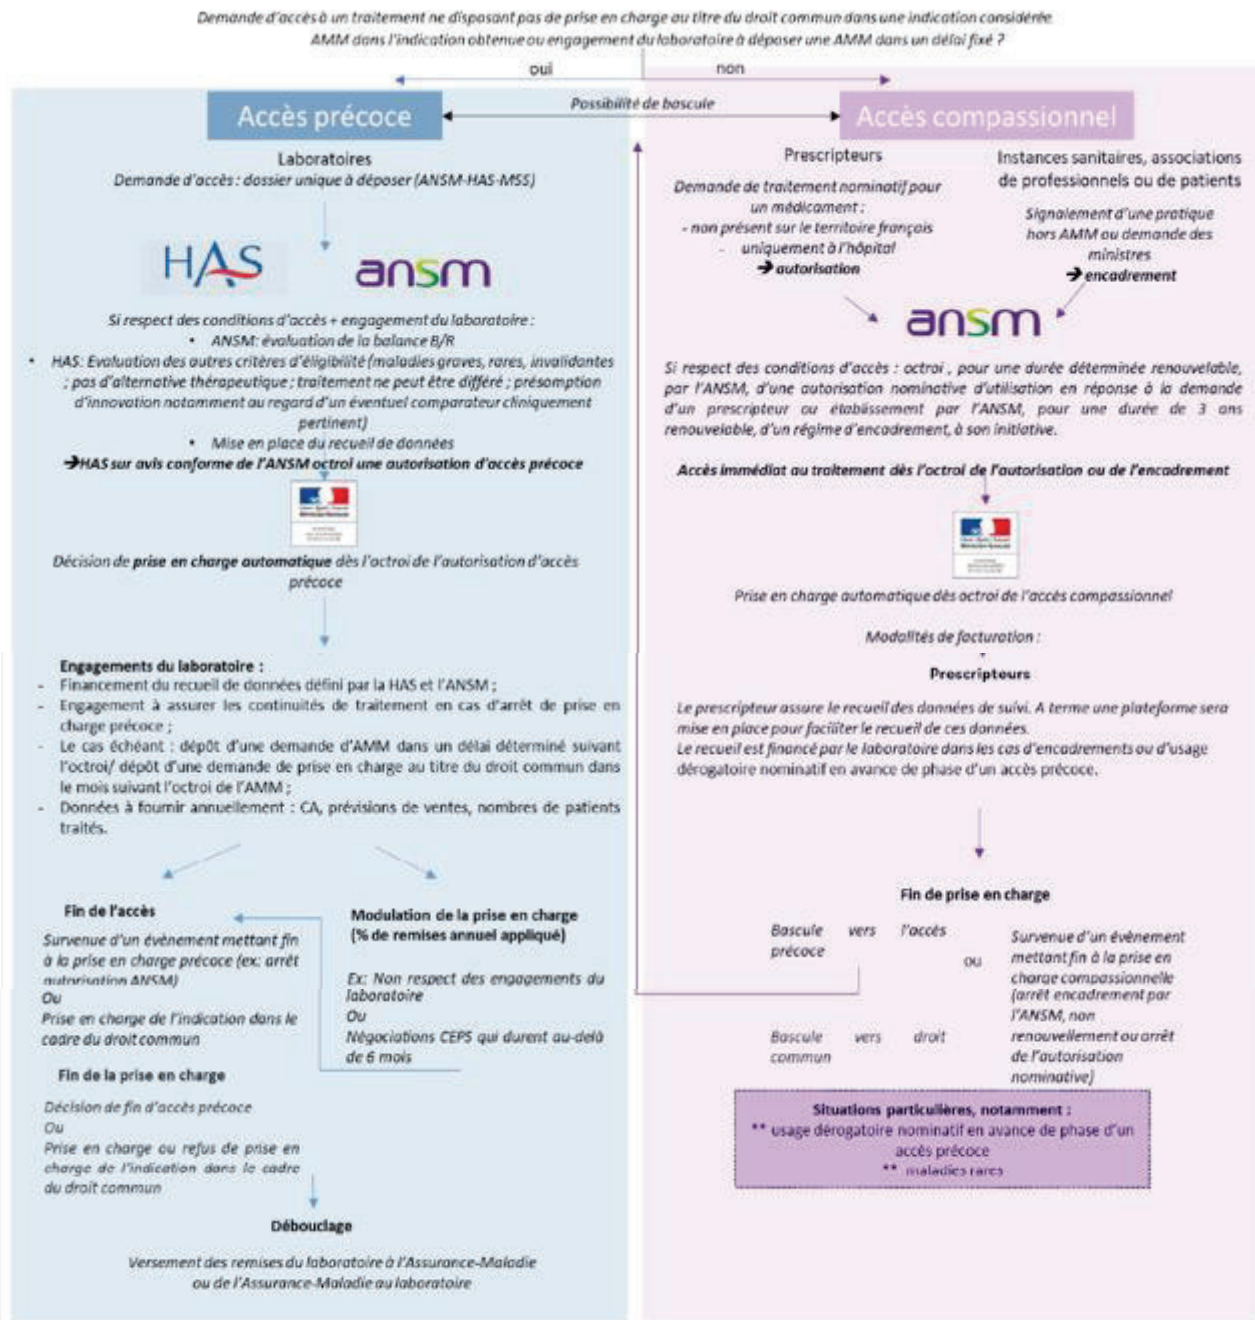 Demande d'accès à un traitement ne disposant pas de prise en charge au titre du droit commun dans une indication considérée
AMM dans l'indication obtenue ou engagement du laboratoire à déposer une AMM dans un délai fixé ?
oui
non
Possibilité de bascule
Accès précoce
Laboratoires
Demande d'accès : dossier unique à déposer (ANSM-HAS-MSS)
HAS
ansm
Si respect des conditions d'accès + engagement du laboratoire :
• ANSM: évaluation de la balance B/R
• HAS: Evaluation des autres critères d'éligibilité (maladies graves, rares, invalidantes
; pas d'alternative thérapeutique ; traitement ne peut être différé ; présomption
d'innovation notamment au regard d'un éventuel comparateur cliniquement
pertinent)
• Mise en place du recueil de données
➔HAS sur avis conforme de l'ANSM octroi une autorisation d'accès précoce
Décision de prise en charge automatique dès l'octroi de l'autorisation d'accès
précoce
Engagements du laboratoire :
- Financement du recueil de données défini par la HAS et l'ANSM ;
- Engagement à assurer les continuités de traitement en cas d'arrêt de prise en
charge précoce ;
- Le cas échéant : dépôt d'une demande d'AMM dans un délai déterminé suivant
l'octroi/ dépôt d'une demande de prise en charge au titre du droit commun dans
le mois suivant l'octroi de l'AMM ;
- Données à fournir annuellement : CA, prévisions de ventes, nombres de patients
traités.
Fin de l'accès
Survenue d'un évènement mettant fin
à la prise en charge précoce (ex: arrêt
autorisation ANSM)
Ou
Prise en charge de l'indication dans le
cadre du droit commun
Modulation de la prise en charge
(% de remises annuel appliqué)
Ex: Non respect des engagements du
laboratoire
Ou
Négociations CEPS qui durent au-delà
de 6 mois
Fin de la prise en charge
Décision de fin d'accès précoce
Ou
Prise en charge ou refus de prise en
charge de l'indication dans le cadre
du droit commun
Débouclage
Versement des remises du laboratoire à l'Assurance-Maladie
ou de l'Assurance-Maladie au laboratoire
Accès compassionnel
Prescripteurs
Demande de traitement nominatif pour
un médicament :
- non présent sur le territoire français
- uniquement à l'hôpital
➔ autorisation
Instances sanitaires, associations
de professionnels ou de patients
Signalement d'une pratique
hors AMM ou demande des
ministres
➔ encadrement
ansm
Si respect des conditions d'accès : octroi , pour une durée déterminée renouvelable,
par l'ANSM, d'une autorisation nominative d'utilisation en réponse à la demande
d'un prescripteur ou établissement par l'ANSM, pour une durée de 3 ans
renouvelable, d'un régime d'encadrement, à son initiative.
Accès immédiat au traitement dès l'octroi de l'autorisation ou de l'encadrement
Prise en charge automatique dès octroi de l'accès compassionnel
Modalités de facturation :
Prescripteurs
Le prescripteur assure le recueil des données de suivi. A terme une plateforme sera
mise en place pour faciliter le recueil de ces données.
Le recueil est financé par le laboratoire dans les cas d'encadrements ou d'usage
dérogatoire nominatif en avance de phase d'un accès précoce.
Fin de prise en charge
Bascule vers l'accès
précoce
ou
Bascule vers droit
commun
Survenue d'un évènement
mettant fin à la prise en
charge compassionnelle
(arrêt encadrement par
l'ANSM, non
renouvellement ou arrêt
de l'autorisation
nominative)
Situations particulières, notamment :
** usage dérogatoire nominatif en avance de phase d'un
accès précoce
** maladies rares